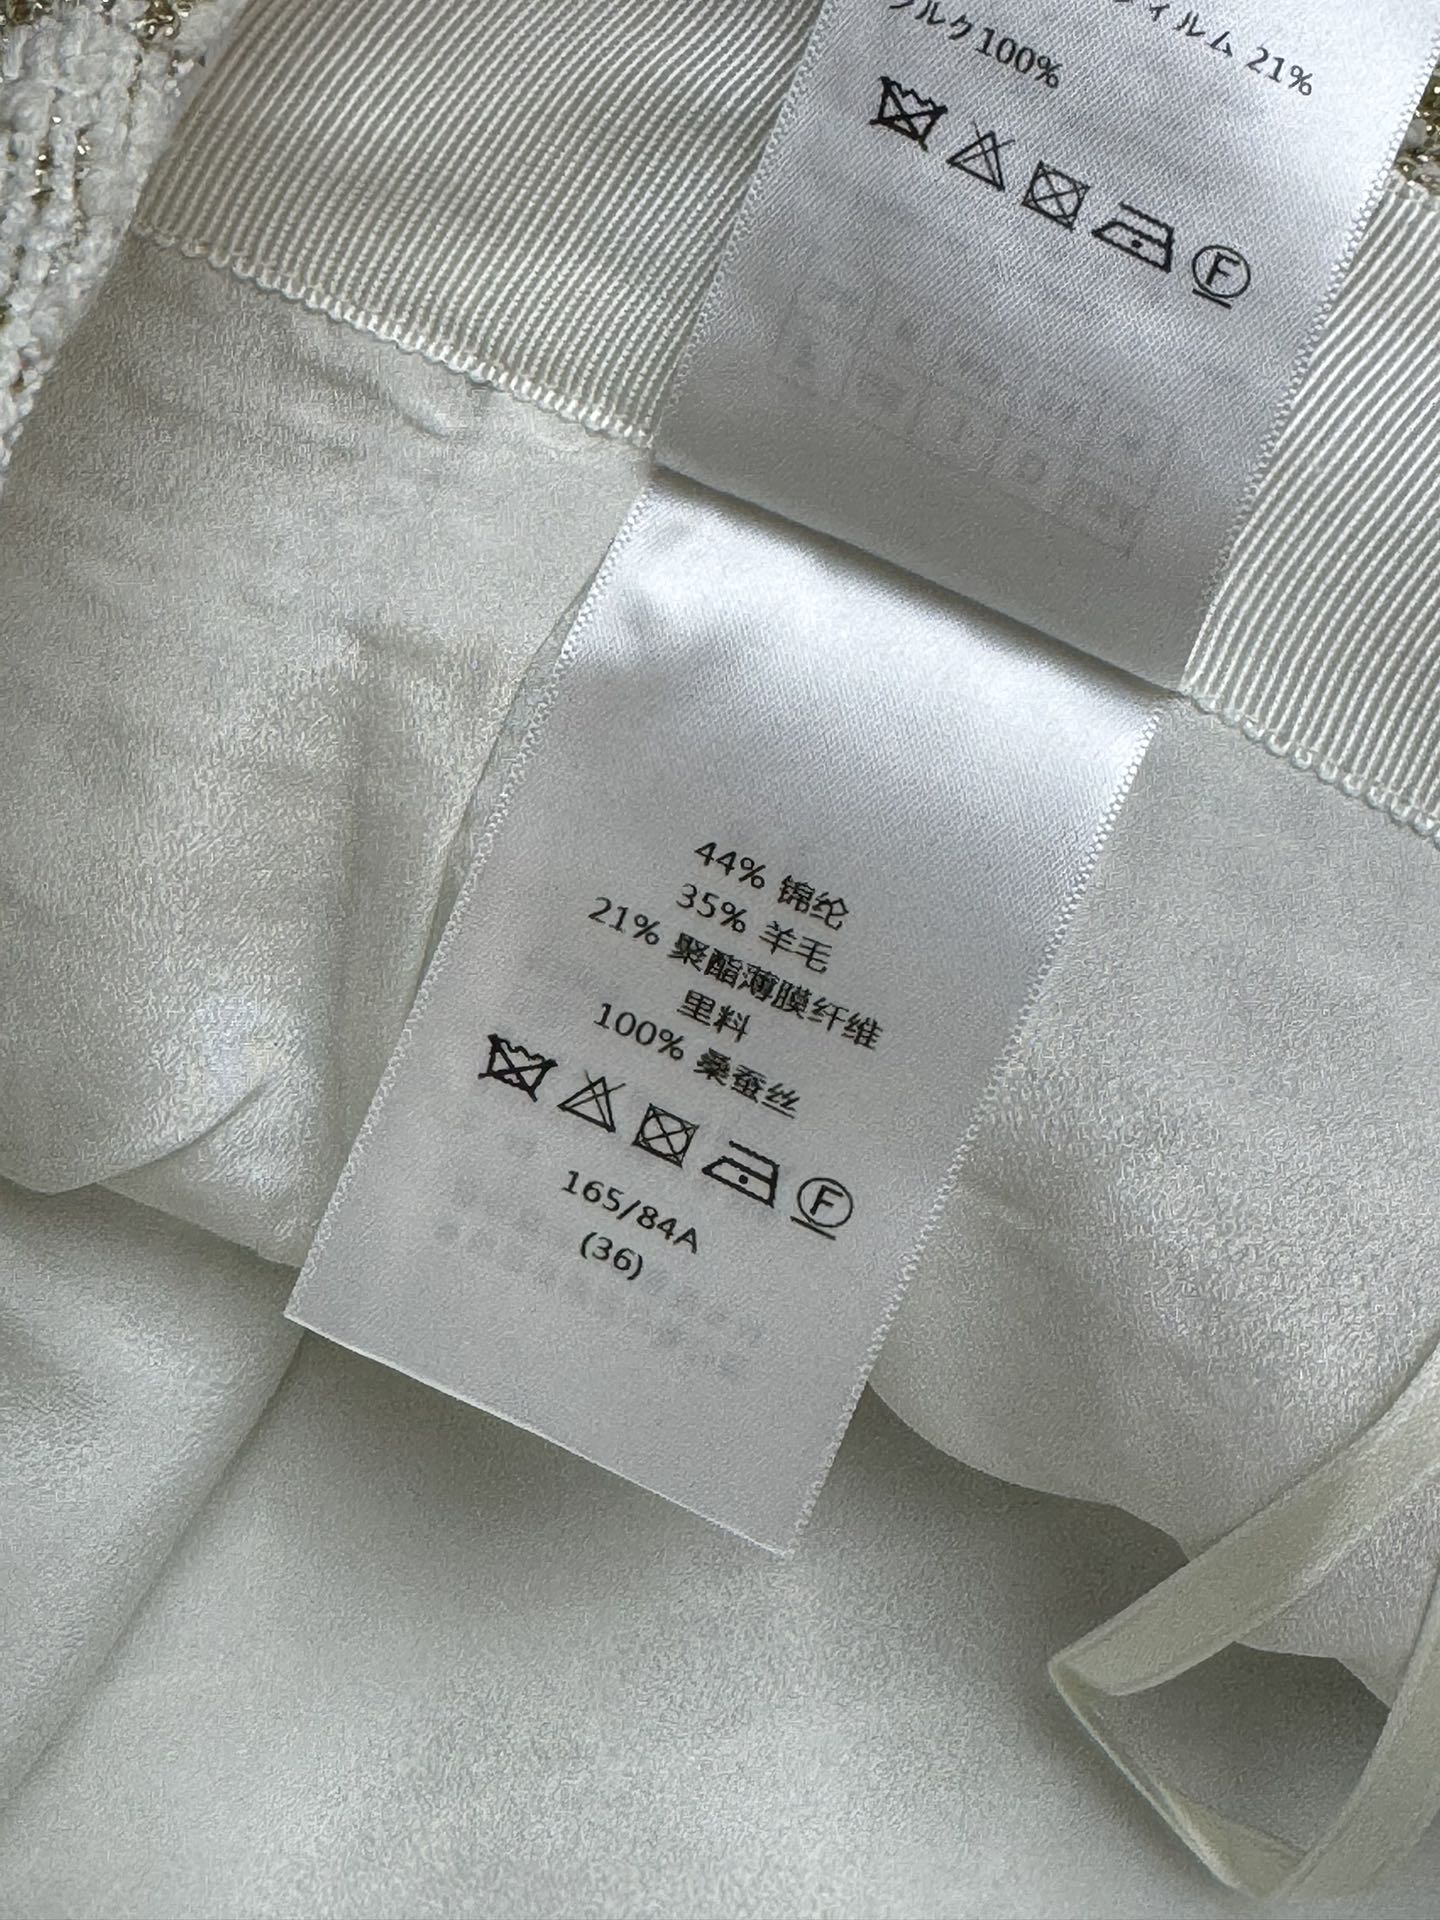 ィルム 21%
ルク100%
F
44% 锦纶
35% 羊毛
21% 聚酯薄膜纤维
里料
100% 桑蚕丝
F
165/84A
(36)